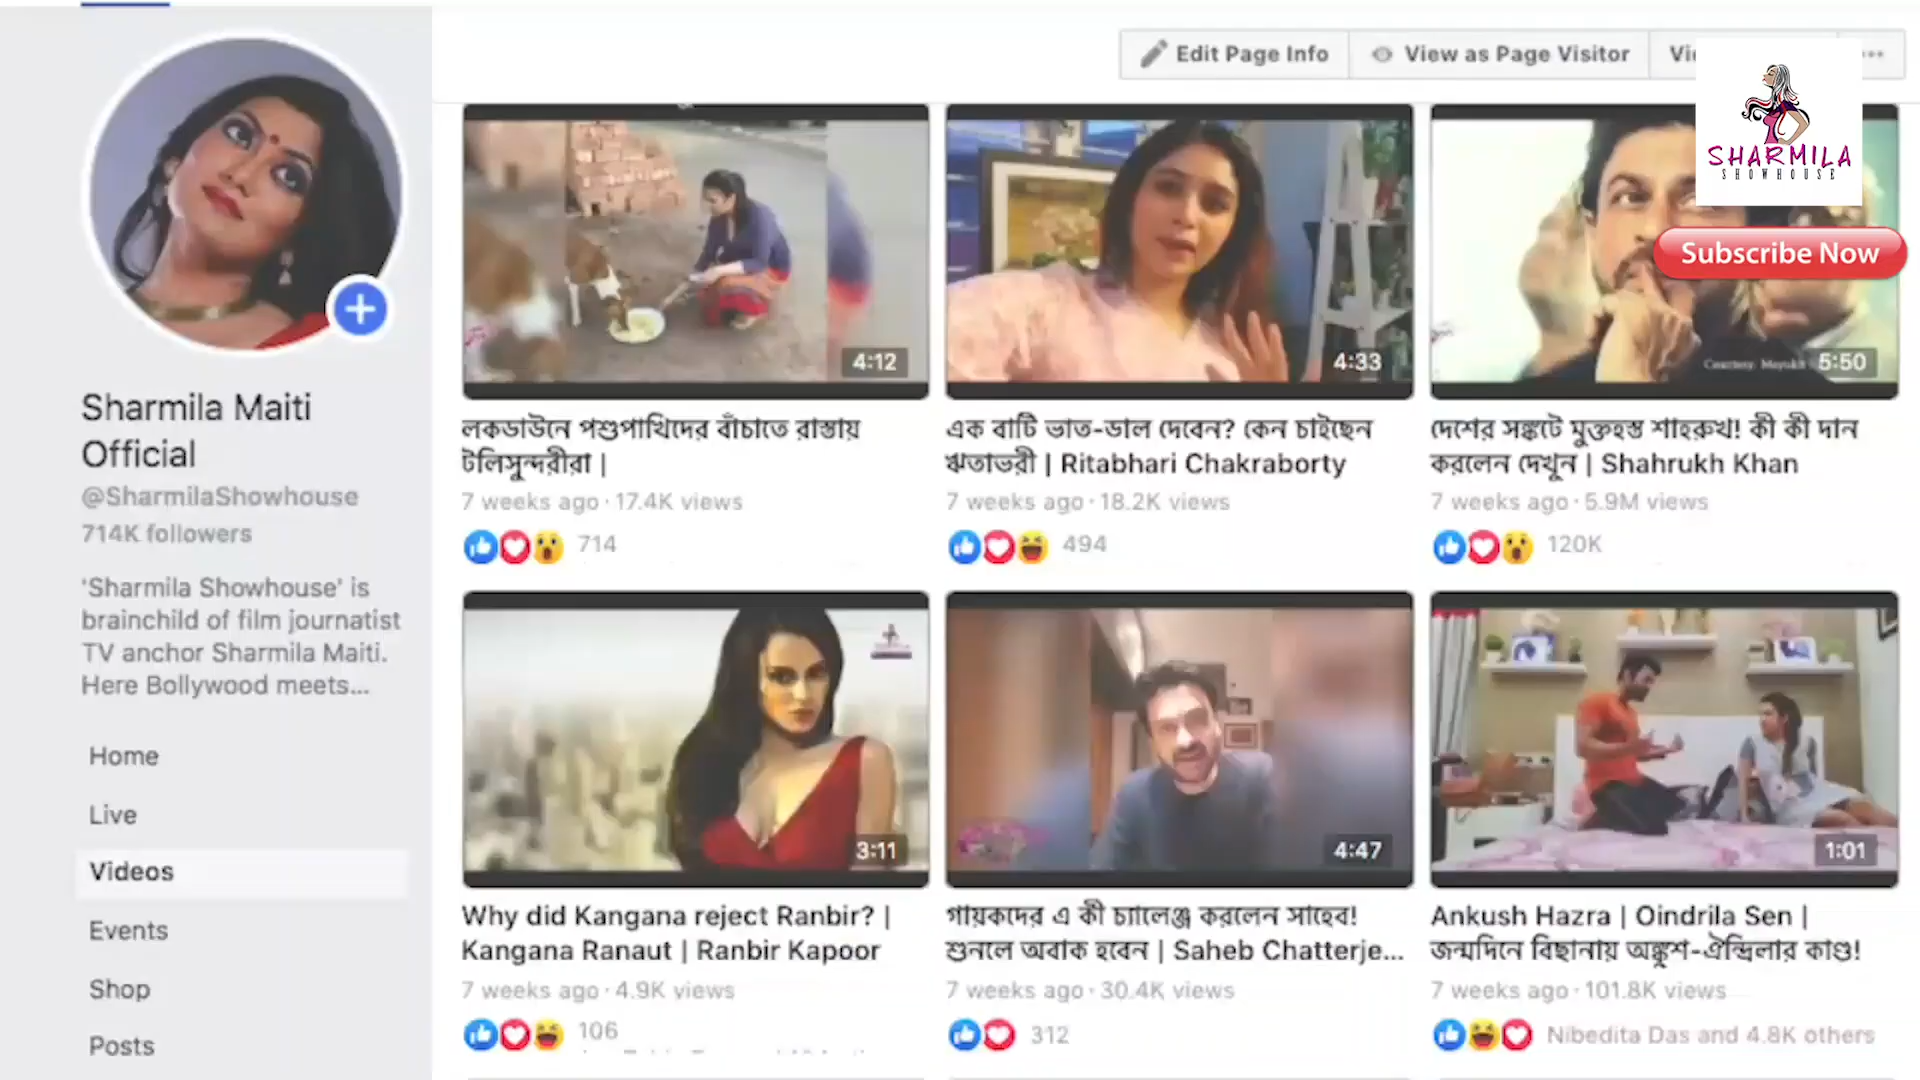 Edit Page Info
View as Page Visitor
SHARMILA
SHOWHOUSE
Subscribe Now
Sharmila Maiti
Official
@SharmilaShowhouse
714K followers
'Sharmila Showhouse' is
brainchild of film journatist
TV anchor Sharmila Maiti.
Here Bollywood meets...
Home
Live
Videos
Events
Shop
Posts
4:12
লকডাউনে পশুপাখিদের বাঁচাতে রাস্তায়
টলিসুন্দরীরা |
7 weeks ago · 17.4K views
714
4:33
এক বাটি ভাত-ডাল দেবেন? কেন চাইছেন
ঋতাভরী | Ritabhari Chakraborty
7 weeks ago · 18.2K views
494
Courtesy: Mayukh
5:50
দেশের সঙ্কটে মুক্তহস্ত শাহরুখ! কী কী দান
করলেন দেখুন | Shahrukh Khan
7 weeks ago · 5.9M views
120K
3:11
Why did Kangana reject Ranbir? |
Kangana Ranaut | Ranbir Kapoor
7 weeks ago · 4.9K views
106
4:47
গায়কদের এ কী চ্যালেঞ্জ করলেন সাহেব!
শুনলে অবাক হবেন | Saheb Chatterje...
7 weeks ago · 30.4K views
312
1:01
Ankush Hazra | Oindrila Sen |
জন্মদিনে বিছানায় অঙ্কুশ-ঐন্দ্রিলার কাণ্ড!
7 weeks ago · 101.8K views
Nibedita Das and 4.8K others